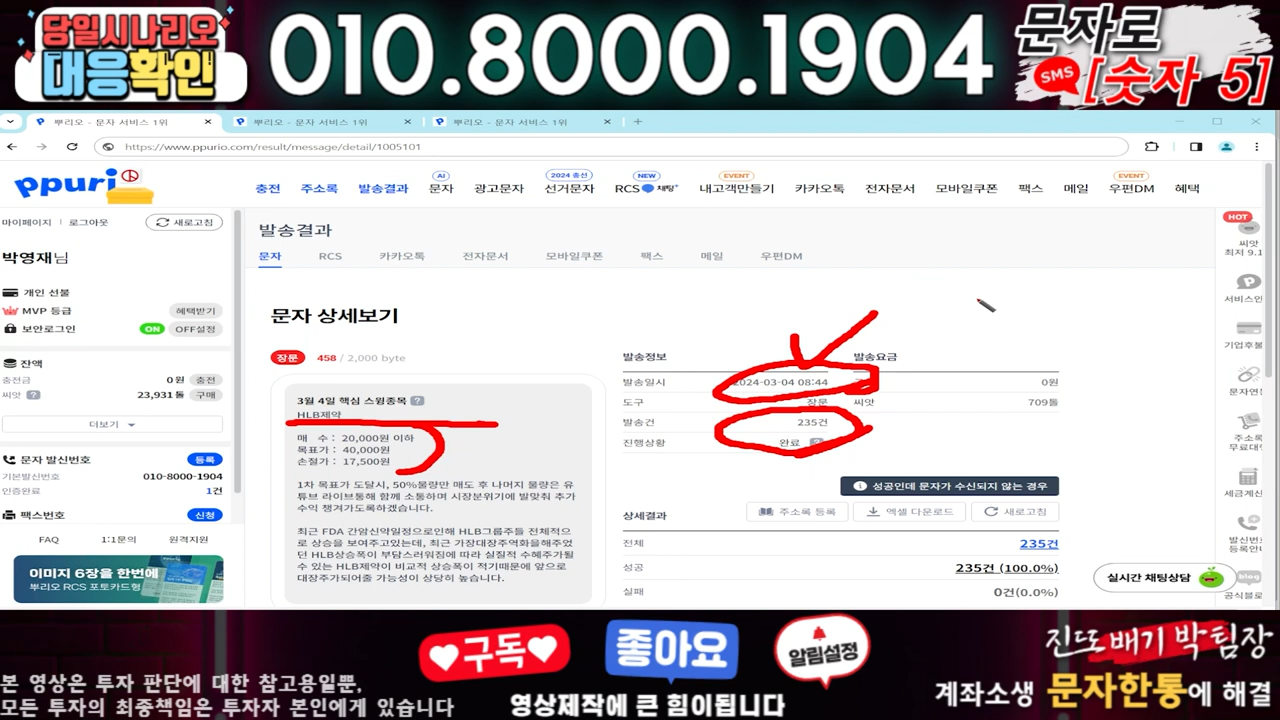 당일시나리오
대응확인
010.8000.1904
문자로
SMS
[숫자 5]
뿌리오 - 문자 서비스 1위
뿌리오 - 문자 서비스 1위
뿌리오 - 문자 서비스 1위
https://www.ppurio.com/result/message/detail/1005101
ppuri
충전
주소록
발송결과
AI
문자
광고문자
2024 총선
선거문자
NEW
RCS 채팅+
EVENT
내고객만들기
카카오톡
전자문서
모바일쿠폰
팩스
메일
EVENT
우편DM
혜택
마이페이지 | 로그아웃
새로고침
박영재님
개인 선불
MVP 등급
혜택받기
보안로그인
ON
OFF설정
잔액
충전금
0원
충전
씨앗 ?
23,931톨
구매
더보기
문자 발신번호
등록
기본발신번호
010-8000-1904
인증완료
1건
팩스번호
신청
FAQ
1:1문의
원격지원
이미지 6장을 한번에
뿌리오 RCS 포토카드형
발송결과
문자
RCS
카카오톡
전자문서
모바일쿠폰
팩스
메일
우편DM
문자 상세보기
장문
458 / 2,000 byte
3월 4일 핵심 스윙종목 ?
HLB제약
매 수 : 20,000원 이하
목표가 : 40,000원
손절가 : 17,500원
1차 목표가 도달시, 50%물량만 매도 후 나머지 물량은 유
튜브 라이브통해 함께 소통하며 시장분위기에 발맞춰 추가
수익 챙겨가도록하겠습니다.
최근 FDA 간암신약일정으로인해 HLB그룹주들 전체적으
로 상승을 보여주고있는데, 최근 가장대장주역화을해주었
던 HLB상승폭이 부담스러워짐에 따라 실질적 수혜주가될
수 있는 HLB제약이 비교적 상승폭이 적기때문에 앞으로
대장주가되어줄 가능성이 상당히 높습니다.
발송정보
발송일시
2024-03-04 08:44
도구
장문
발송건
235건
진행상황
완료 ?
발송요금
0원
씨앗
709톨
성공인데 문자가 수신되지 않는 경우
상세결과
주소록 등록
엑셀 다운로드
새로고침
전체
235건
성공
235건 (100.0%)
실패
0건(0.0%)
HOT
씨앗
최저 9.1
서비스인
기업후불
문자연동
주소록
무료대행
세금계산
발신번호
등록안내
실시간 채팅상담
blog
공식블로
본 영상은 투자 판단에 대한 참고용일뿐,
모든 투자의 최종책임은 투자자 본인에게 있습니다
구독
좋아요
알림설정
영상제작에 큰 힘이됩니다
진또배기 박팀장
계좌소생 문자한통에 해결